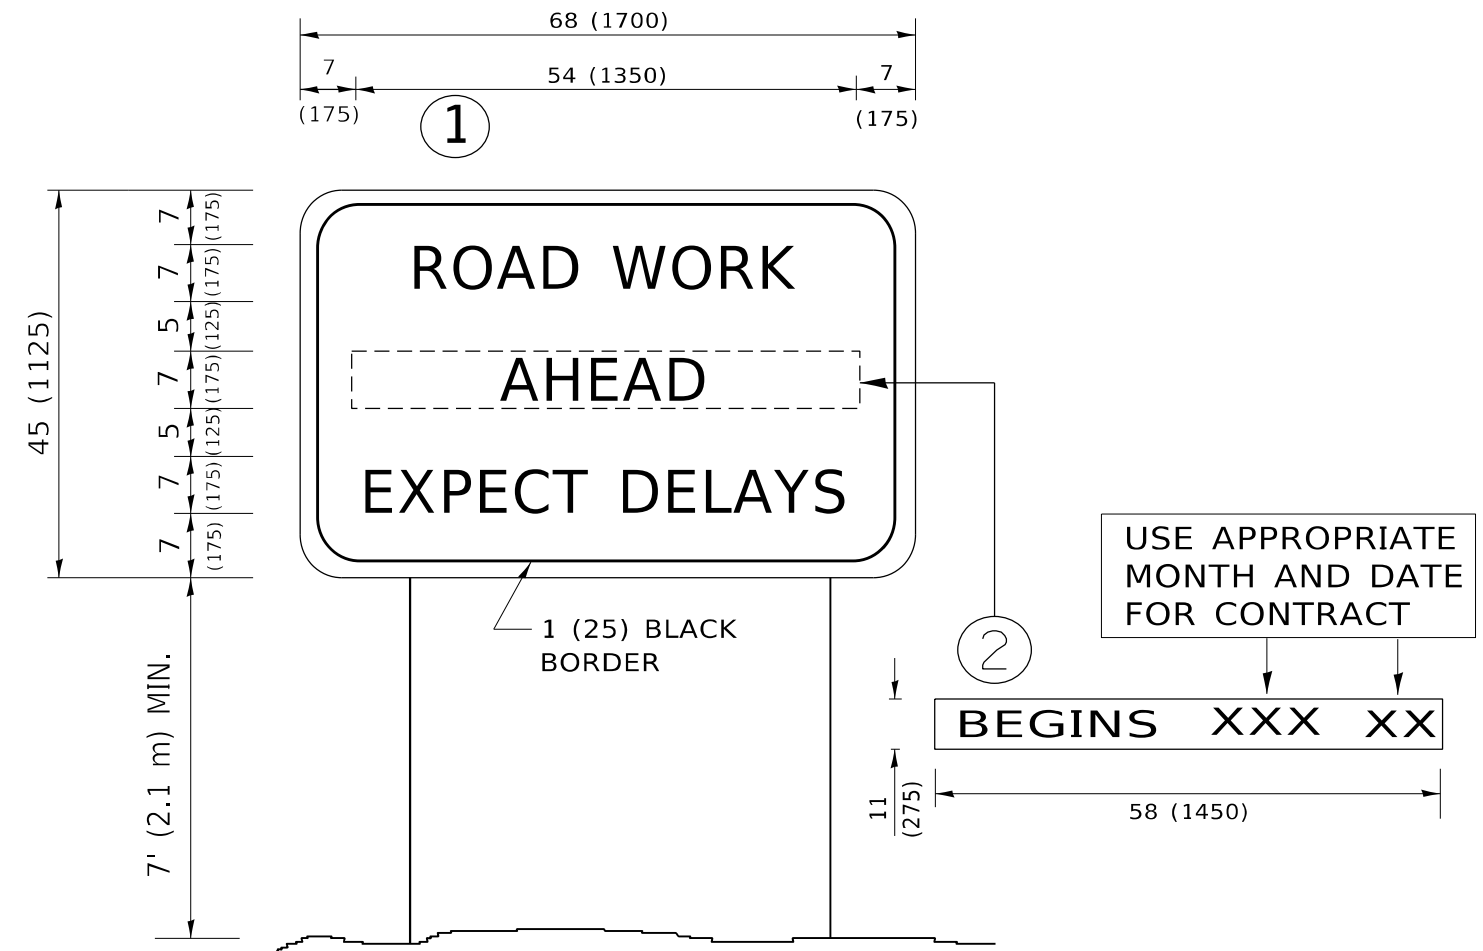 68 (1700)
7
54 (1350)
7
(175)
(175)
1
7
(175)
7
(175)
5
(125)
7
(175)
5
(125)
7
(175)
7
(175)
45 (1125)
ROAD WORK
AHEAD
EXPECT DELAYS
1 (25) BLACK
BORDER
7' (2.1 m) MIN.
USE APPROPRIATE
MONTH AND DATE
FOR CONTRACT
2
BEGINS XXX XX
11
(275)
58 (1450)